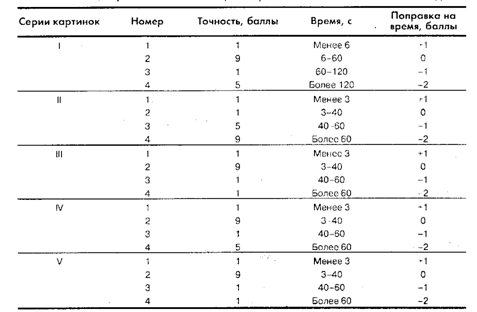 Серии картинок Номер Точность, баллы Время, с Поправка на время, баллы
I 1 1 Менее 6 +1
2 9 6–60 0
3 1 60–120 −1
4 5 Более 120 −2
II 1 1 Менее 3 +1
2 1 3–40 0
3 5 40–60 −1
4 9 Более 60 −2
III 1 1 Менее 3 +1
2 9 3–40 0
3 1 40–60 −1
4 1 Более 60 −2
IV 1 1 Менее 3 +1
2 9 3–40 0
3 1 40–60 −1
4 5 Более 60 −2
V 1 1 Менее 3 +1
2 9 3–40 0
3 1 40–60 −1
4 1 Более 60 −2